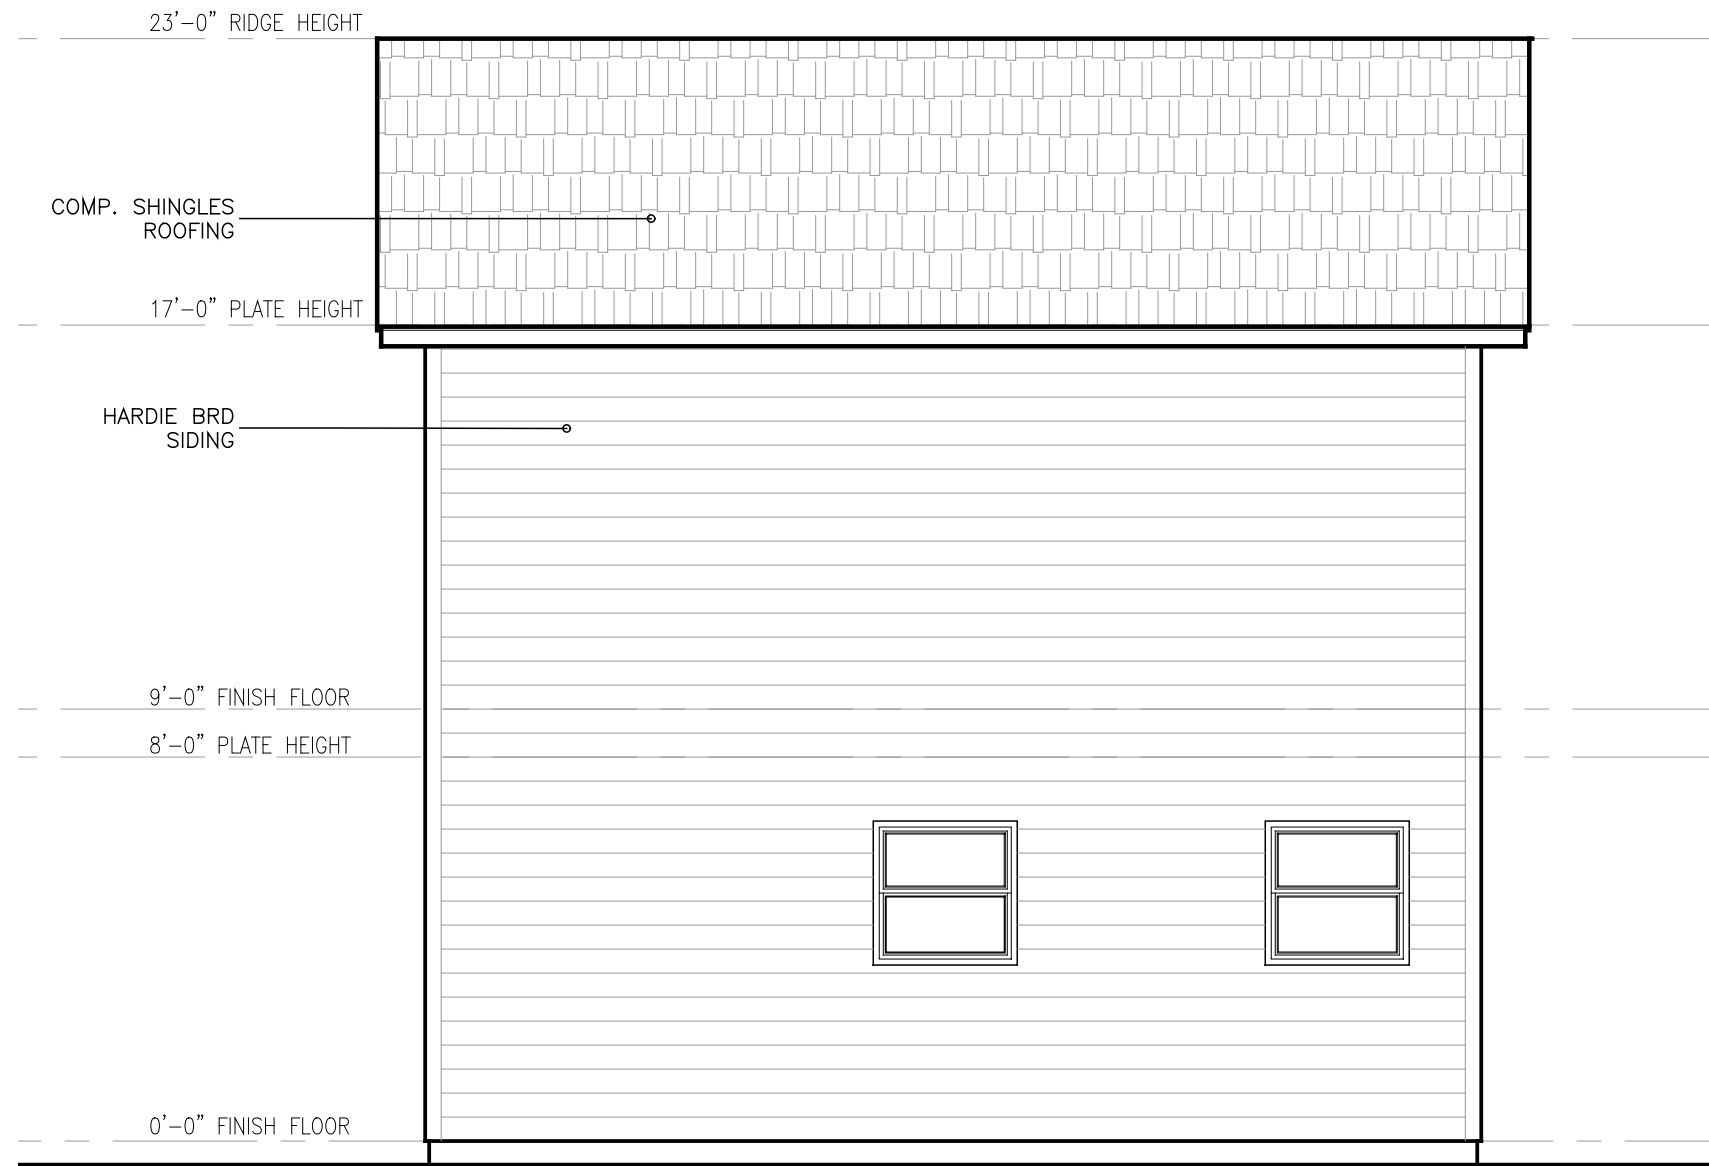 23'-0" RIDGE HEIGHT
COMP. SHINGLES
ROOFING
17'-0" PLATE HEIGHT
HARDIE BRD
SIDING
9'-0" FINISH FLOOR
8'-0" PLATE HEIGHT
0'-0" FINISH FLOOR